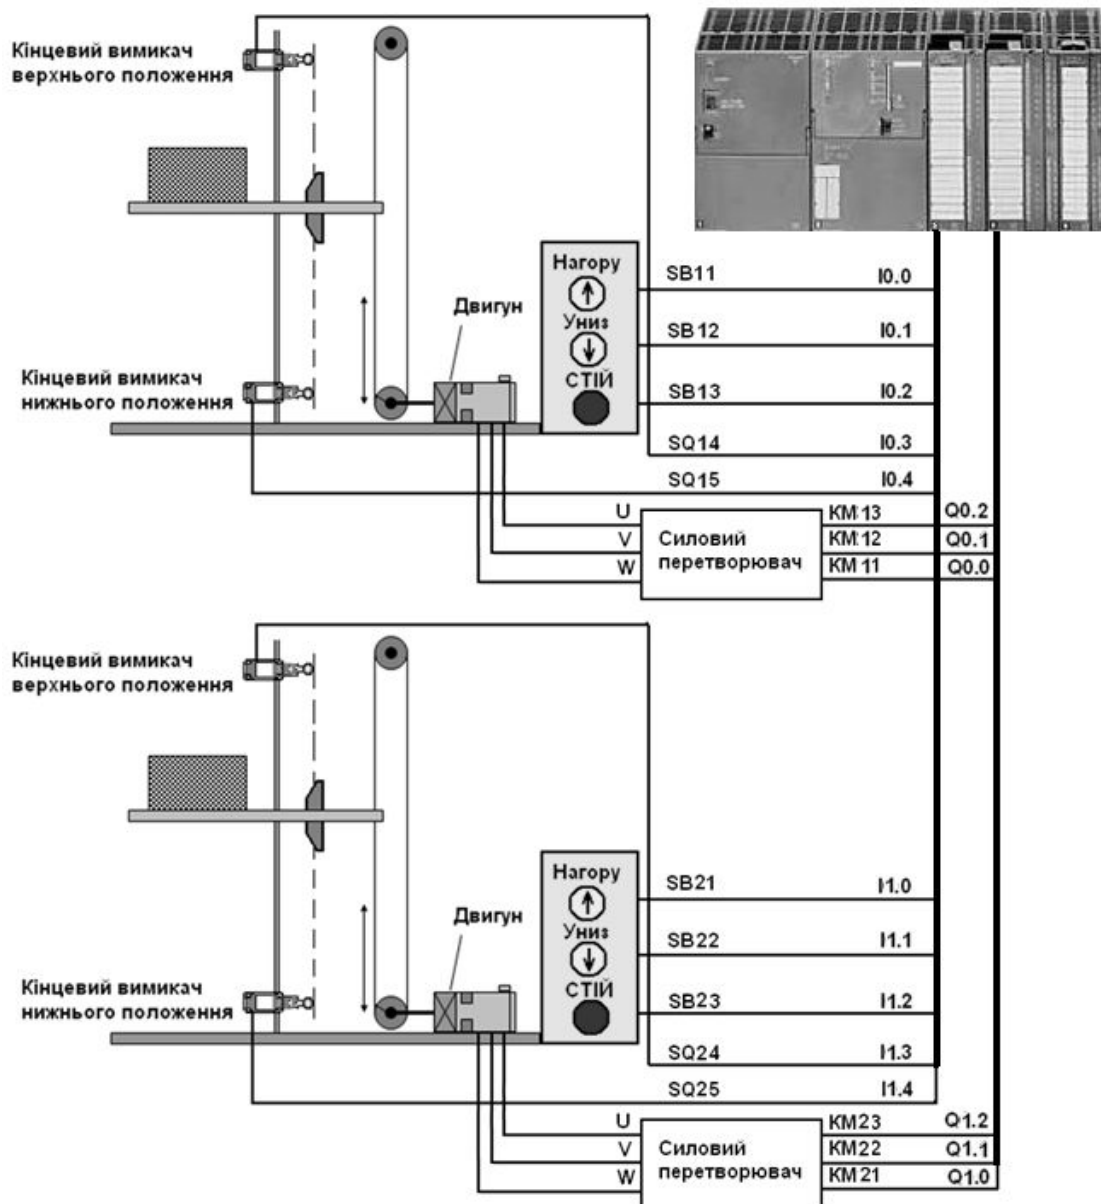 Кінцевий вимикач
верхнього положення
Нагору
Униз
СТІЙ
Двигун
Кінцевий вимикач
нижнього положення
SB11 I0.0
SB12 I0.1
SB13 I0.2
SQ14 I0.3
SQ15 I0.4
U
V
W
Силовий
перетворювач
KM13 Q0.2
KM12 Q0.1
KM11 Q0.0
Кінцевий вимикач
верхнього положення
Нагору
Униз
СТІЙ
Двигун
Кінцевий вимикач
нижнього положення
SB21 I1.0
SB22 I1.1
SB23 I1.2
SQ24 I1.3
SQ25 I1.4
U
V
W
Силовий
перетворювач
KM23 Q1.2
KM22 Q1.1
KM21 Q1.0